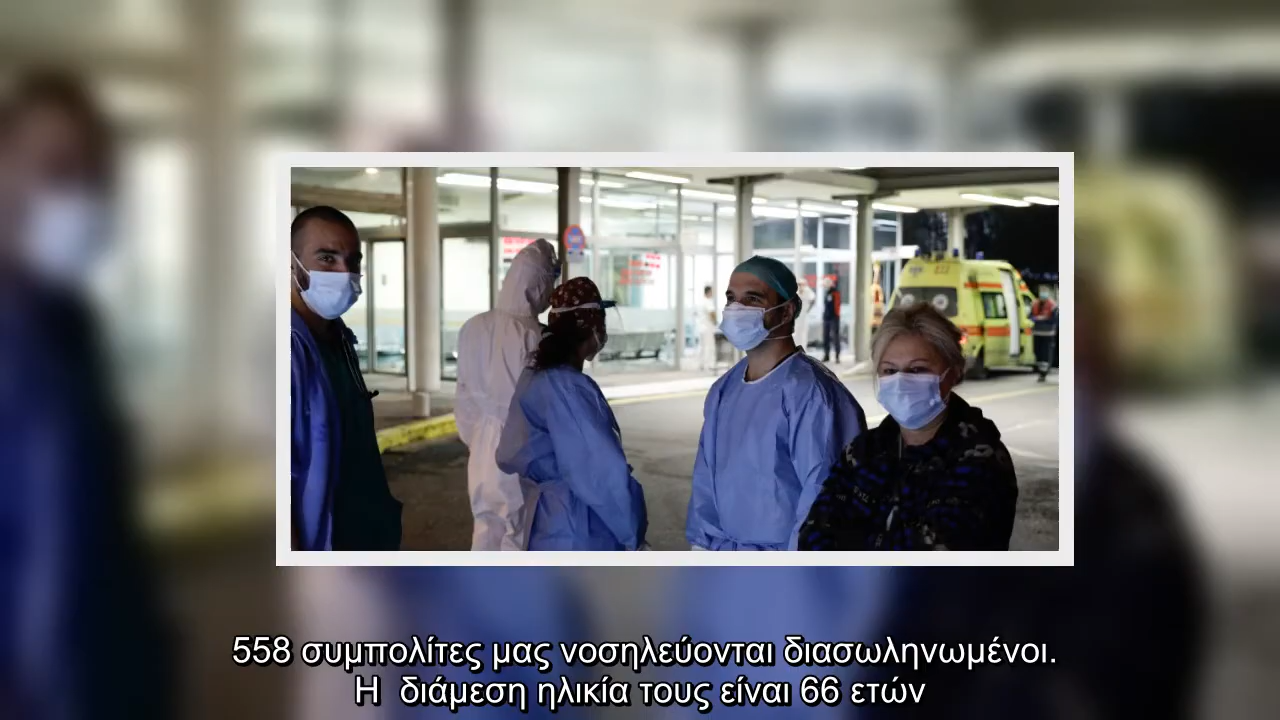 558 συμπολίτες μας νοσηλεύονται διασωληνωμένοι.
Η  διάμεση ηλικία τους είναι 66 ετών